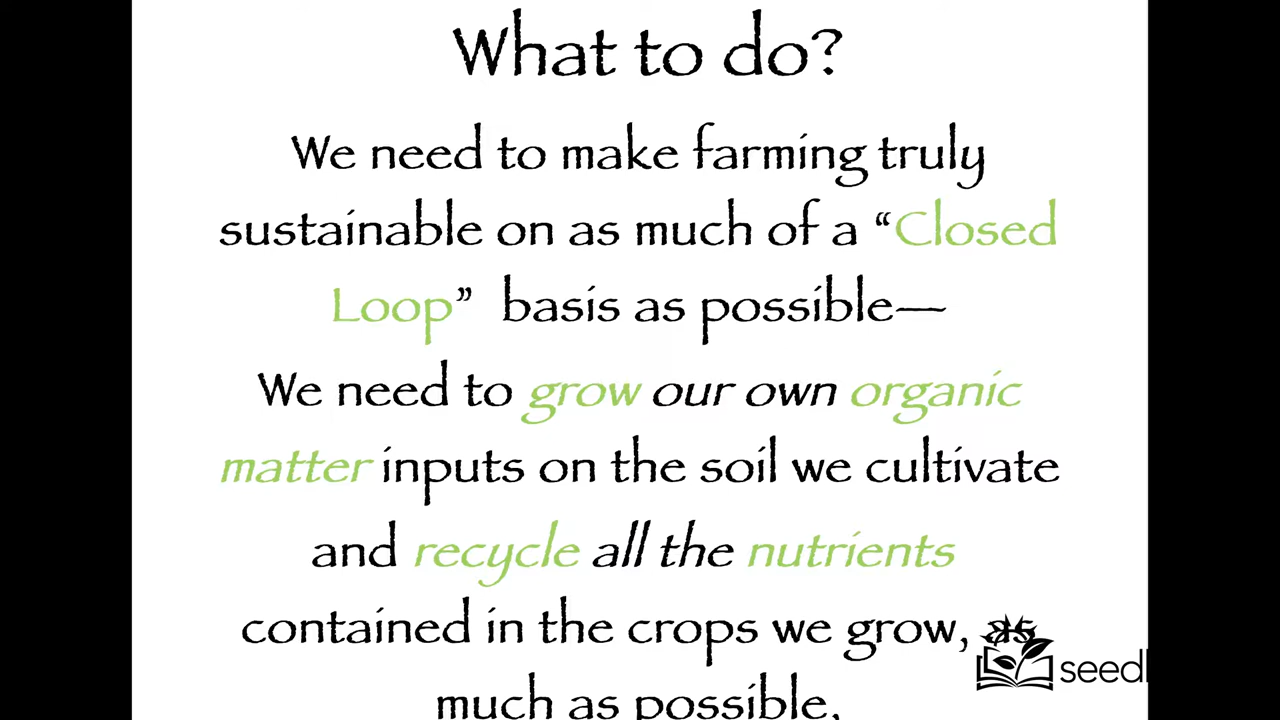 What to do?
We need to make farming truly
sustainable on as much of a “Closed
Loop”  basis as possible—
We need to grow our own organic
matter inputs on the soil we cultivate
and recycle all the nutrients
contained in the crops we grow, as
much as possible,
seedl